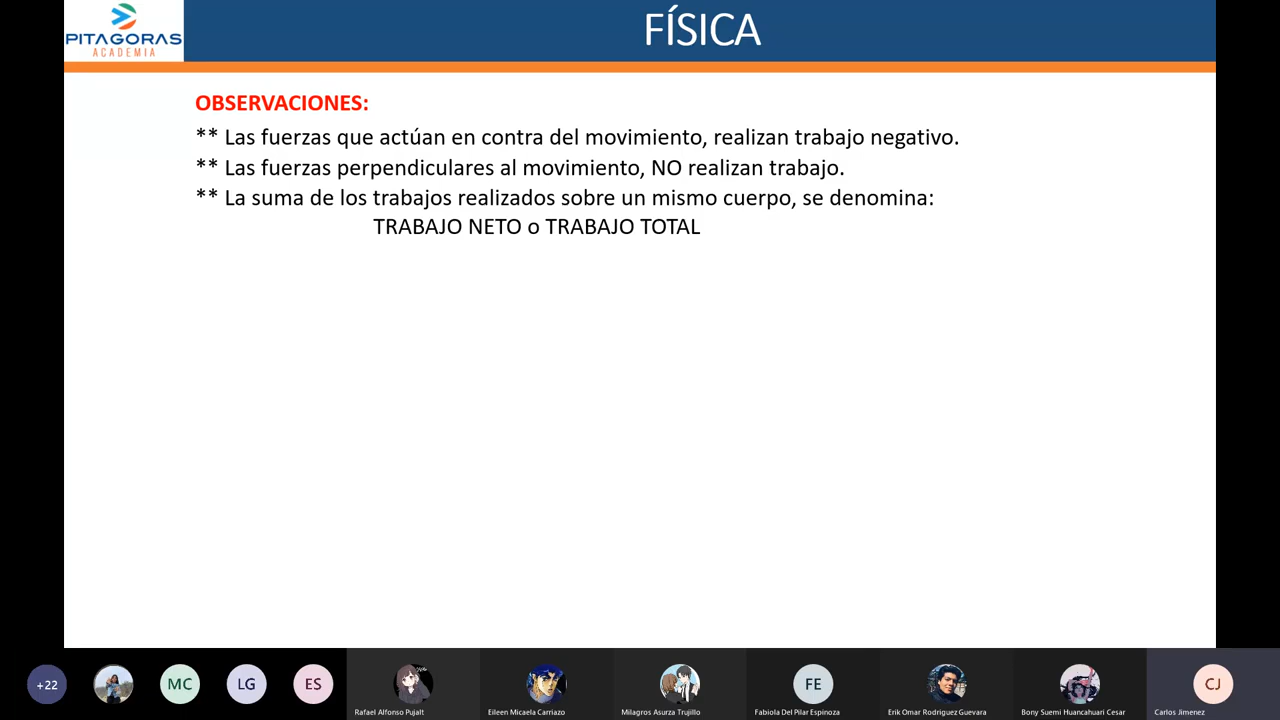 PITAGORAS
ACADEMIA
FÍSICA
OBSERVACIONES:
** Las fuerzas que actúan en contra del movimiento, realizan trabajo negativo.
** Las fuerzas perpendiculares al movimiento, NO realizan trabajo.
** La suma de los trabajos realizados sobre un mismo cuerpo, se denomina:
TRABAJO NETO o TRABAJO TOTAL
+22
MC
LG
ES
FE
CJ
Rafael Alfonso Pujalt
Eileen Micaela Carriazo
Milagros Asurza Trujillo
Fabiola Del Pilar Espinoza
Erik Omar Rodriguez Guevara
Bony Suemi Huancahuari Cesar
Carlos Jimenez